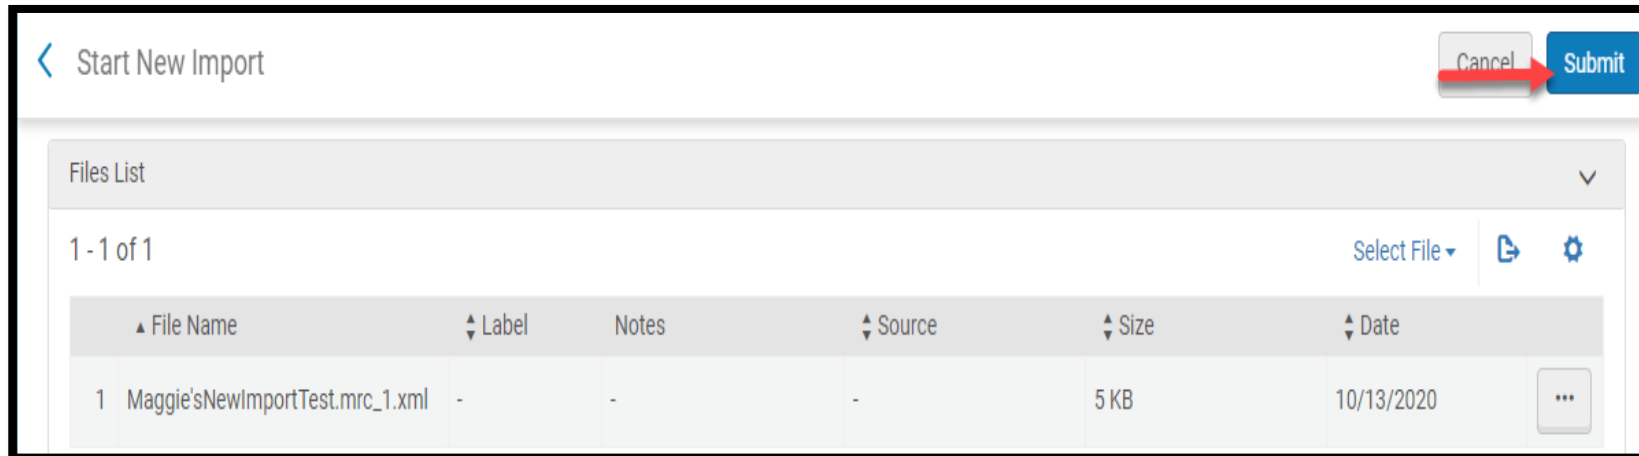 Start New Import
Cancel
Submit
Files List
1 - 1 of 1
Select File
File Name Label Notes Source Size Date
1 Maggie'sNewImportTest.mrc_1.xml - - - 5 KB 10/13/2020 ...